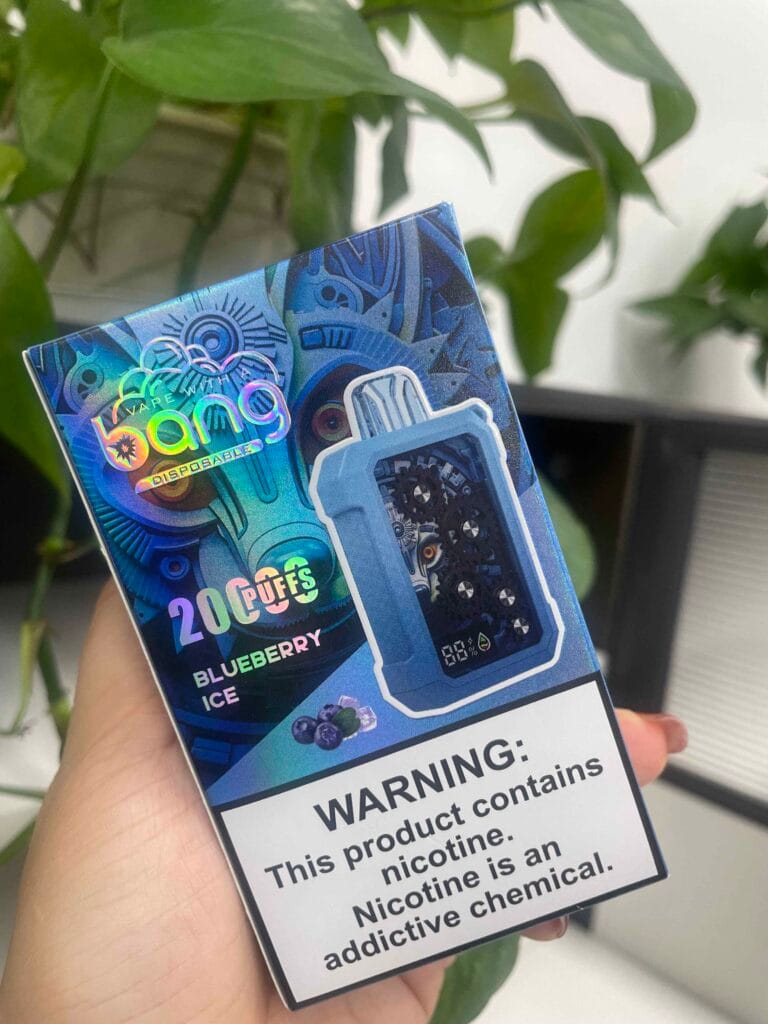 VAPE WITH A
bang
DISPOSABLE
20000
PUFFS
BLUEBERRY
ICE
88%
WARNING:
This product contains
nicotine.
Nicotine is an
addictive chemical.